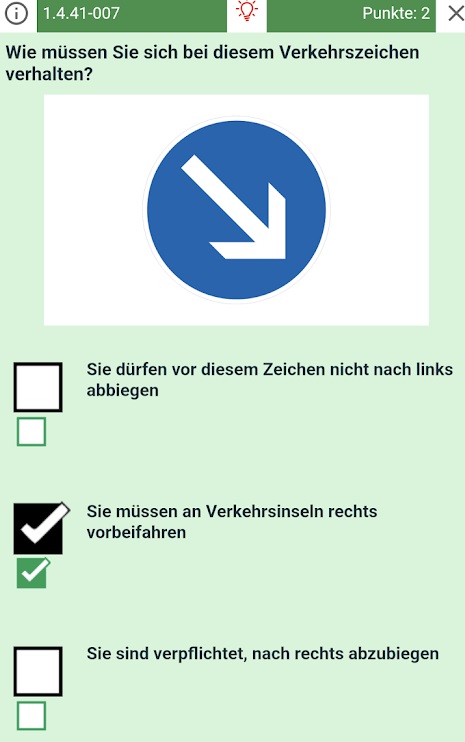 1.4.41-007
Punkte: 2
Wie müssen Sie sich bei diesem Verkehrszeichen
verhalten?
Sie dürfen vor diesem Zeichen nicht nach links
abbiegen
Sie müssen an Verkehrsinseln rechts
vorbeifahren
Sie sind verpflichtet, nach rechts abzubiegen